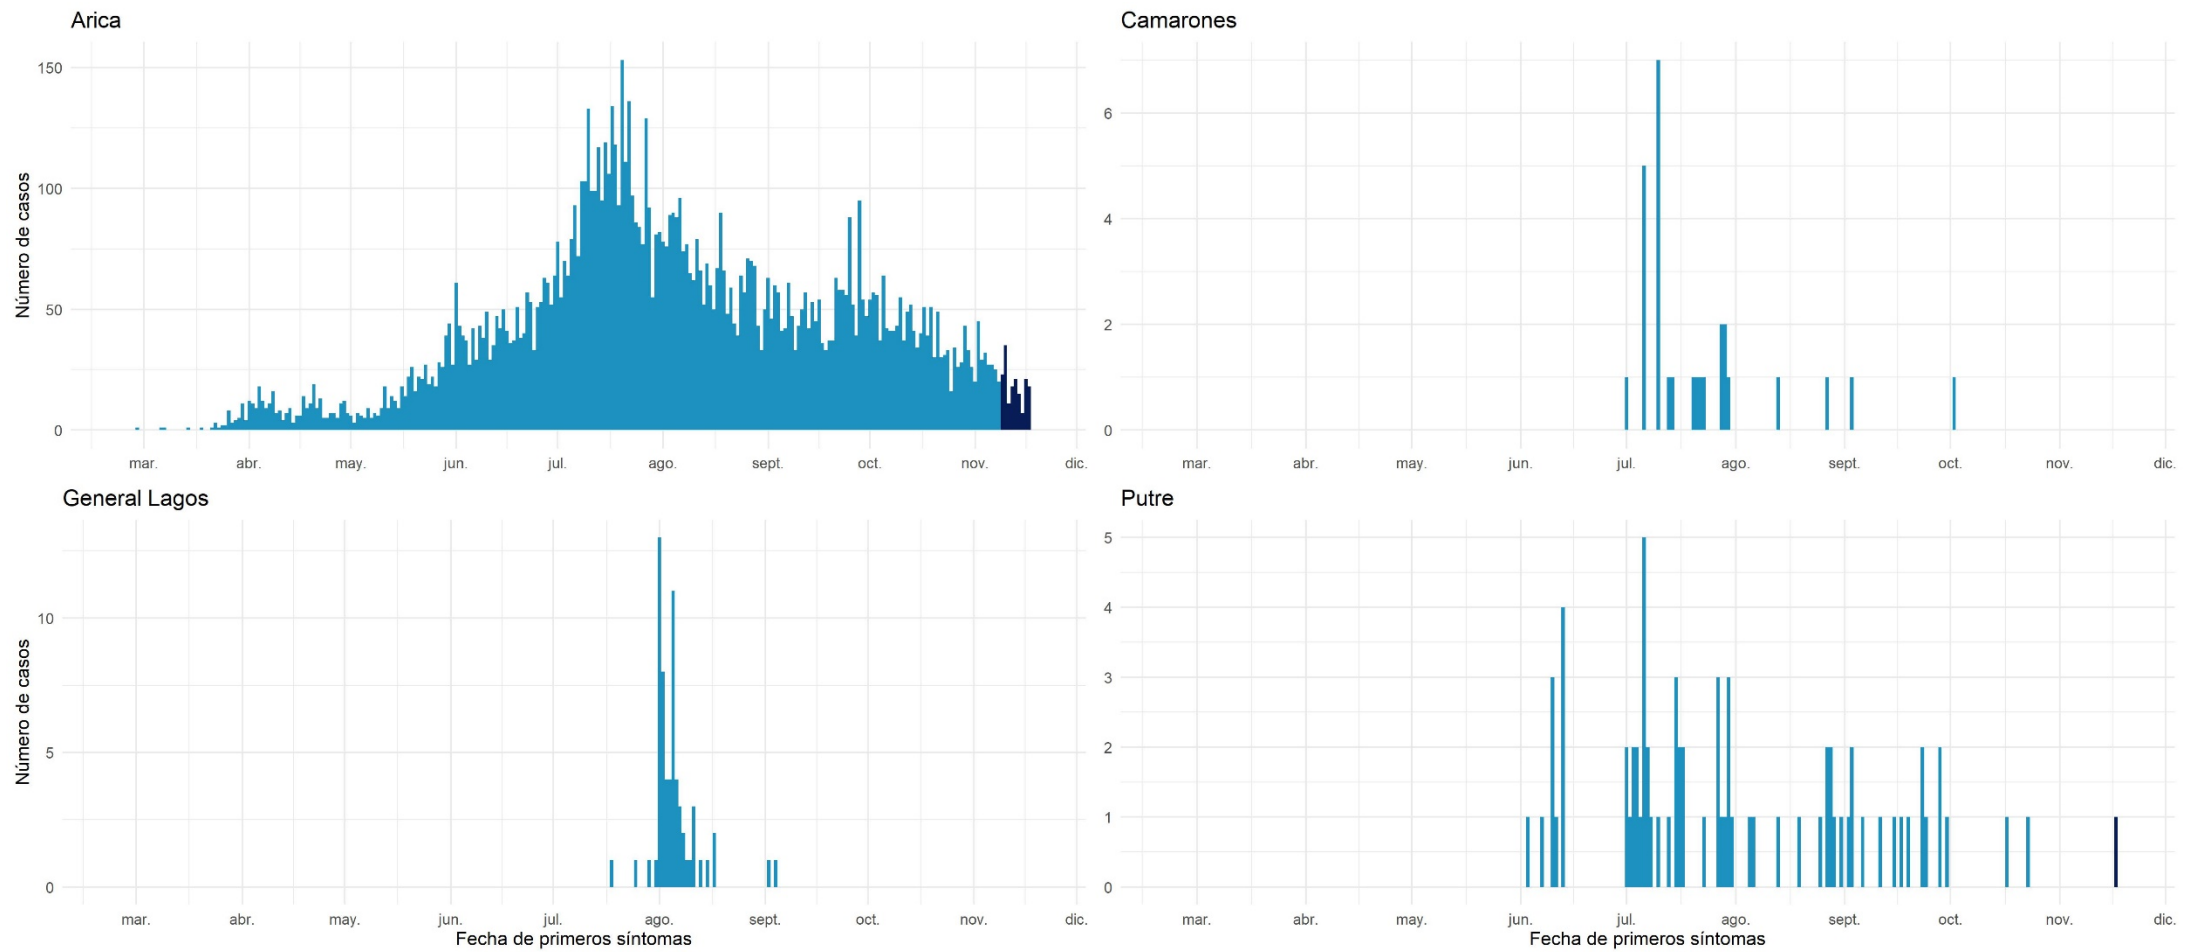 Arica
Número de casos
150
100
50
0
mar. abr. may. jun. jul. ago. sept. oct. nov. dic.
Camarones
6
4
2
0
mar. abr. may. jun. jul. ago. sept. oct. nov. dic.
General Lagos
Número de casos
10
5
0
mar. abr. may. jun. jul. ago. sept. oct. nov. dic.
Fecha de primeros síntomas
Putre
5
4
3
2
1
0
mar. abr. may. jun. jul. ago. sept. oct. nov. dic.
Fecha de primeros síntomas